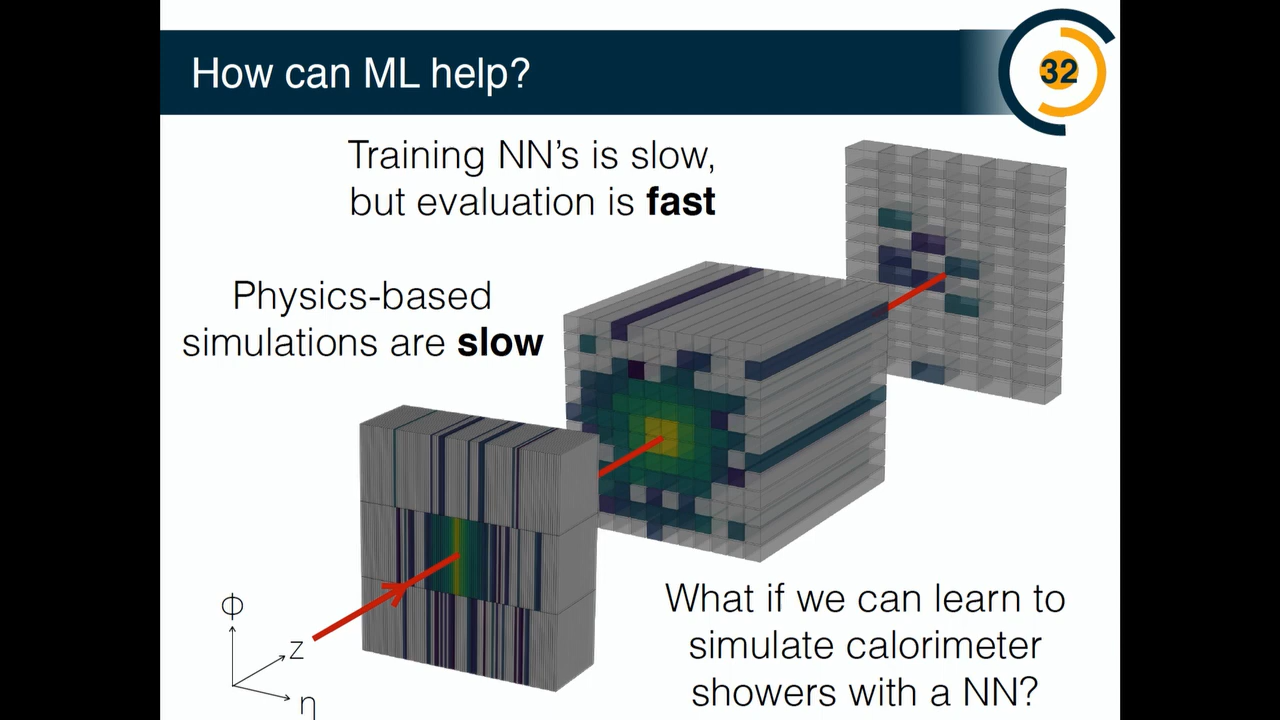 How can ML help?
32
Training NN's is slow,
but evaluation is fast
Physics-based
simulations are slow
What if we can learn to
simulate calorimeter
showers with a NN?
Φ
z
η